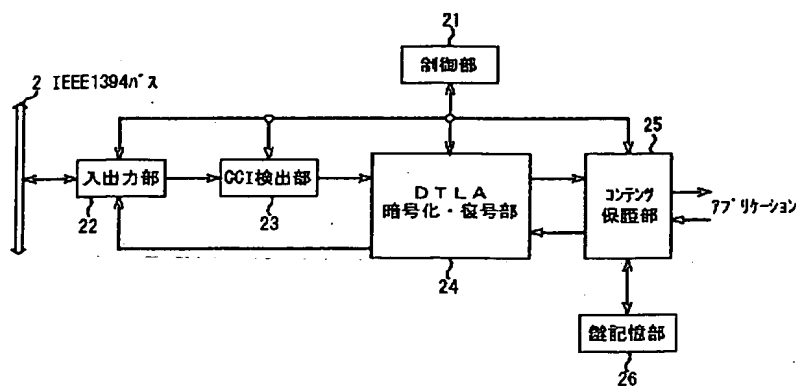 21
制御部
2 IEEE1394バス
25
入出力部
CCI検出部
DTLA
暗号化・復号部
コンテンツ
保證部
アプリケーション
22
23
24
鍵記憶部
26